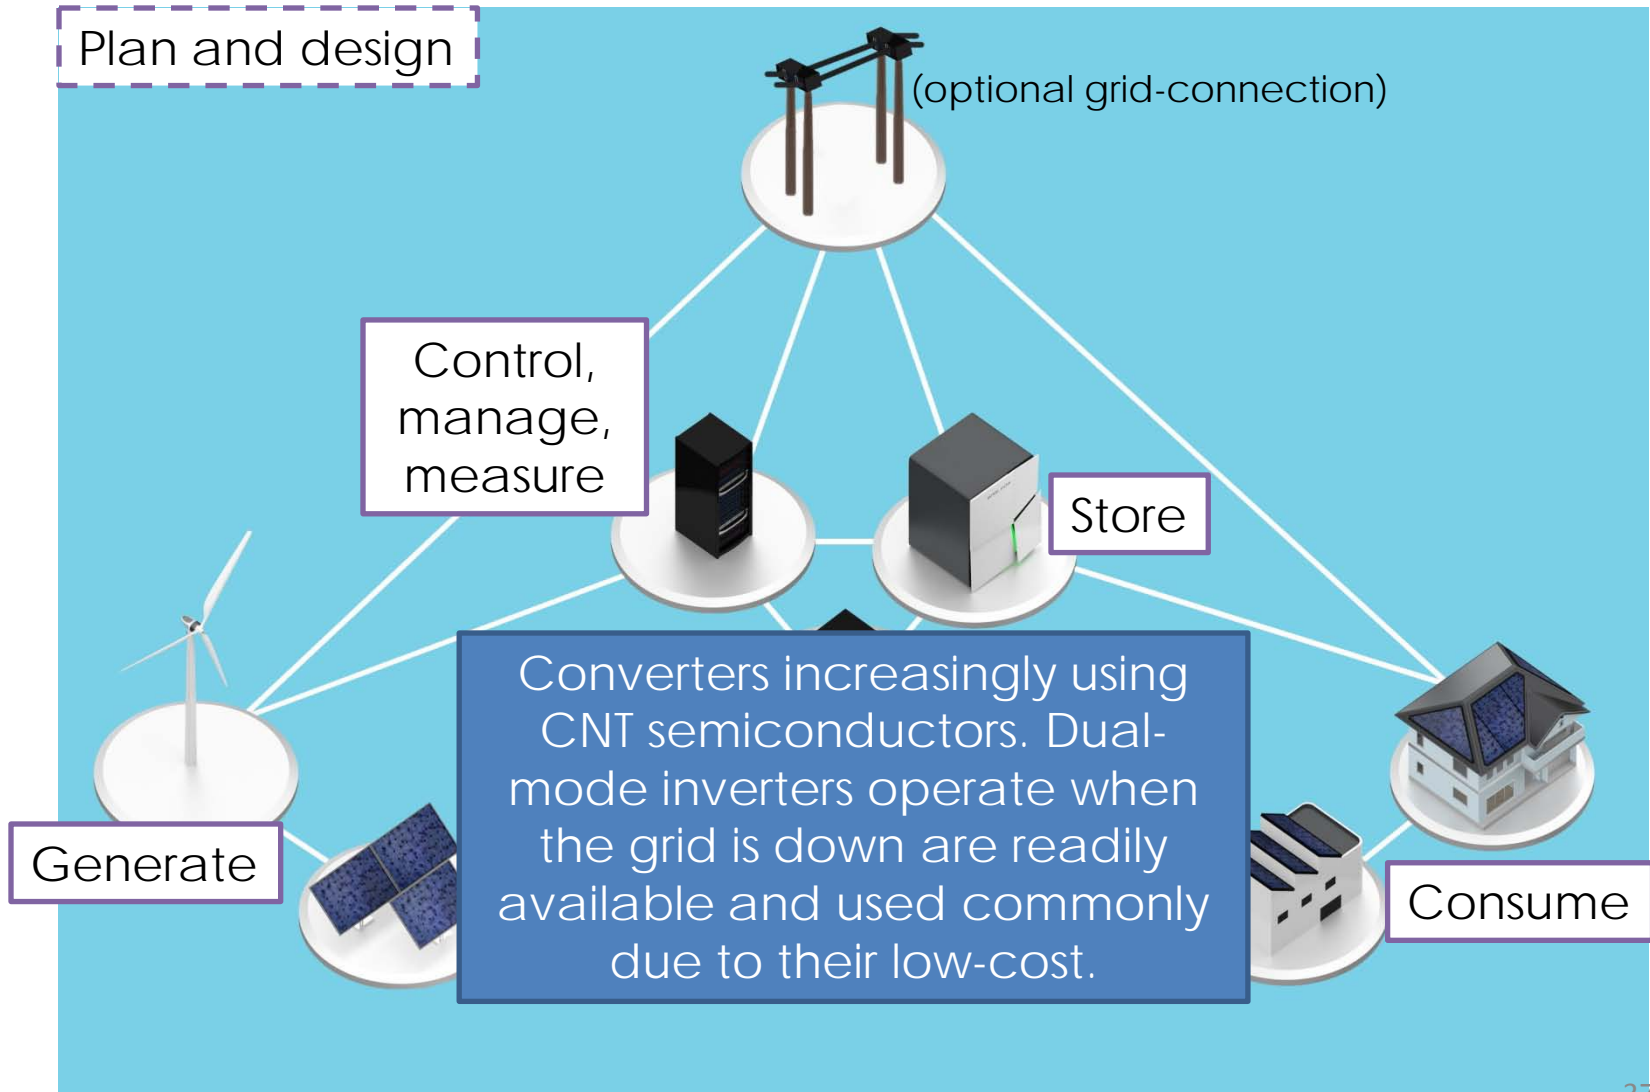 Plan and design
(optional grid-connection)
Control,
manage,
measure
Store
Converters increasingly using
CNT semiconductors. Dual-
mode inverters operate when
the grid is down are readily
available and used commonly
due to their low-cost.
Generate
Consume